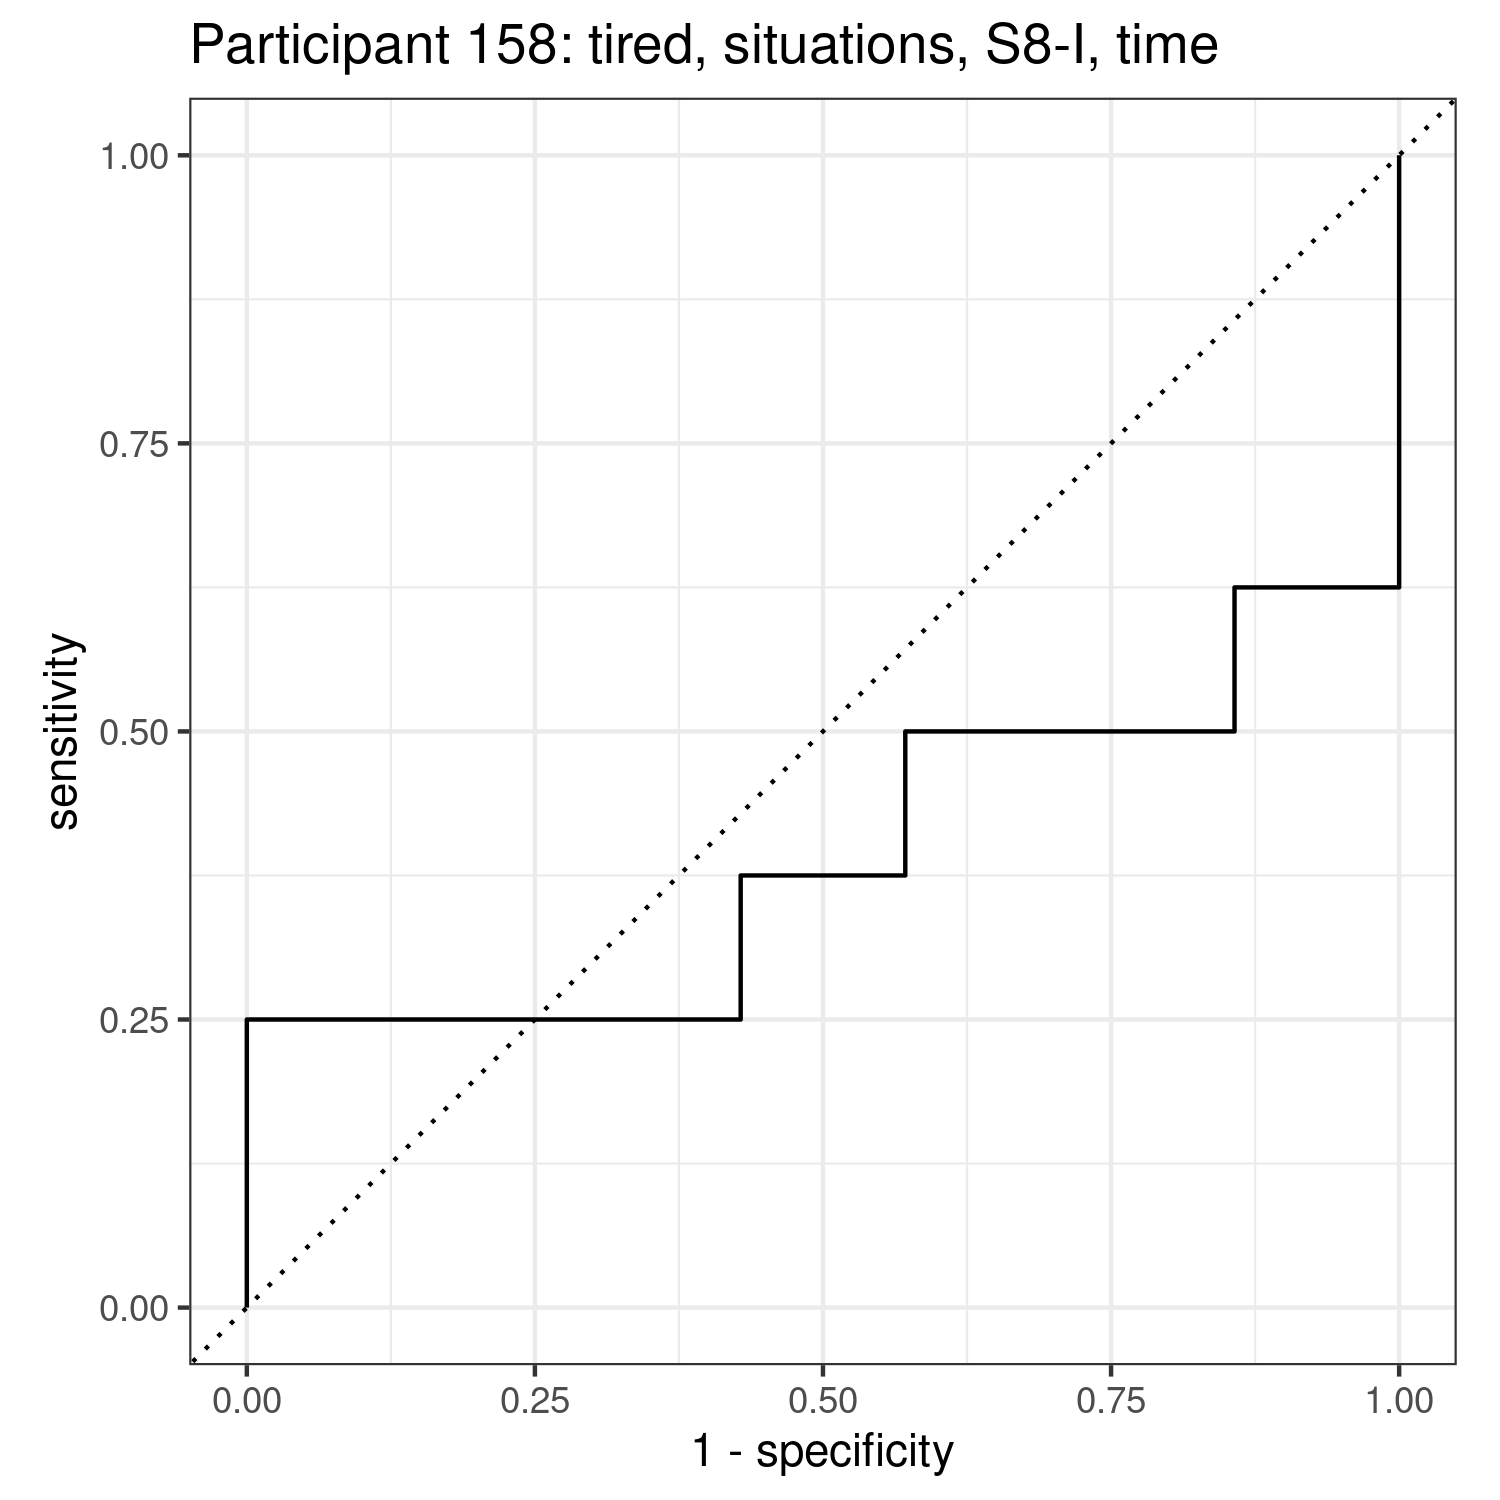 Participant 158: tired, situations, S8-I, time
1.00
0.75
0.50
0.25
0.00
sensitivity
0.00 0.25 0.50 0.75 1.00
1 - specificity